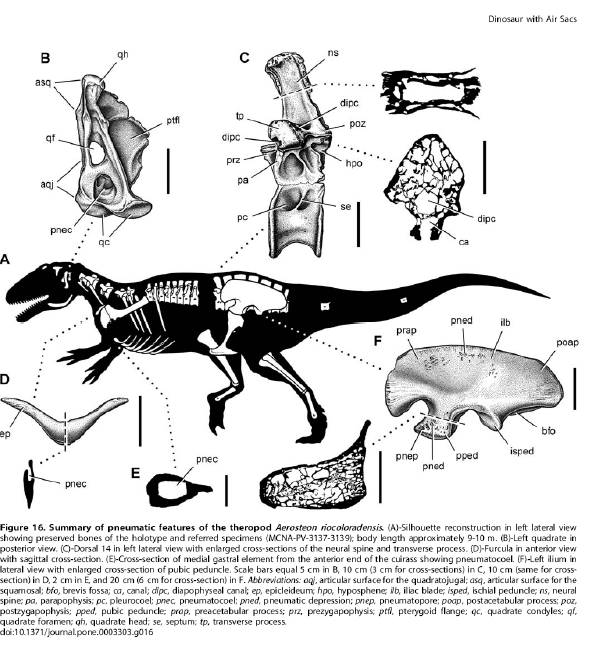 Dinosaur with Air Sacs
B
qh
asq
qf
ptfl
aqj
pnec
qc
C
ns
dipc
tp
poz
dipc
prz
hpo
pa
pc
se
dipc
ca
A
D
ep
pnec
E
pnec
F
pned
prap
ilb
poap
bfo
isped
pnep
pped
pned
Figure 16. Summary of pneumatic features of the theropod Aerosteon riocoloradensis. (A)-Silhouette reconstruction in left lateral view
showing preserved bones of the holotype and referred specimens (MCNA-PV-3137-3139); body length approximately 9-10 m. (B)-Left quadrate in
posterior view. (C)-Dorsal 14 in left lateral view with enlarged cross-sections of the neural spine and transverse process. (D)-Furcula in anterior view
with sagittal cross-section. (E)-Cross-section of medial gastral element from the anterior end of the cuirass showing pneumatocoel. (F)-Left ilium in
lateral view with enlarged cross-section of pubic peduncle. Scale bars equal 5 cm in B, 10 cm (3 cm for cross-sections) in C, 10 cm (same for cross-
section) in D, 2 cm in E, and 20 cm (6 cm for cross-section) in F. Abbreviations: aqj, articular surface for the quadratojugal; asq, articular surface for the
squamosal; bfo, brevis fossa; ca, canal; dipc, diapophyseal canal; ep, epicleideum; hpo, hyposphene; ilb, iliac blade; isped, ischial peduncle; ns, neural
spine; pa, parapophysis; pc, pleurocoel; pnec, pneumatocoel; pned, pneumatic depression; pnep, pneumatopore; poap, postacetabular process; poz,
postzygapophysis; pped, pubic peduncle; prap, preacetabular process; prz, prezygapophysis; ptfl, pterygoid flange; qc, quadrate condyles; qf,
quadrate foramen; qh, quadrate head; se, septum; tp, transverse process.
doi:10.1371/journal.pone.0003303.g016